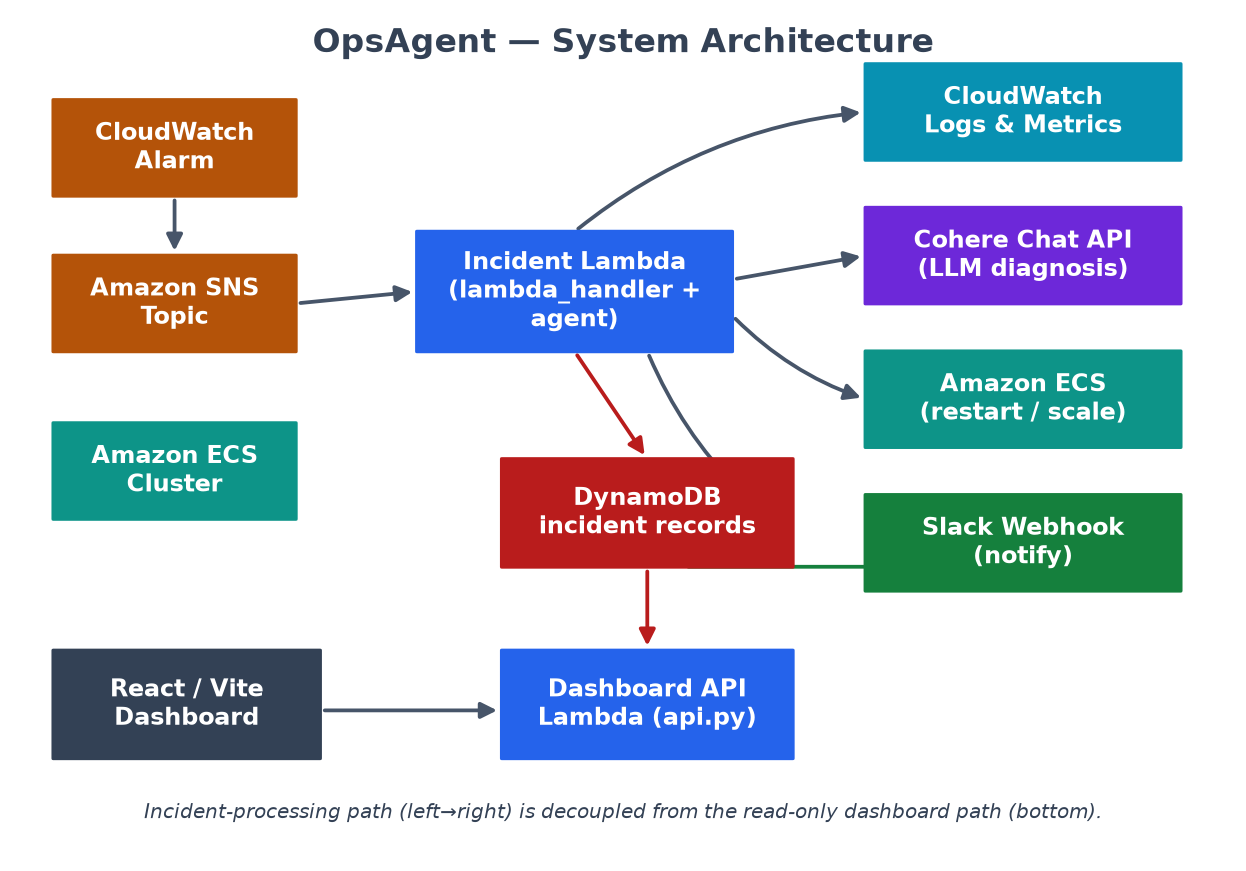 OpsAgent — System Architecture
CloudWatch
Alarm
CloudWatch
Logs & Metrics
Amazon SNS
Topic
Incident Lambda
(lambda_handler +
agent)
Cohere Chat API
(LLM diagnosis)
Amazon ECS
(restart / scale)
Amazon ECS
Cluster
DynamoDB
incident records
Slack Webhook
(notify)
React / Vite
Dashboard
Dashboard API
Lambda (api.py)
Incident-processing path (left→right) is decoupled from the read-only dashboard path (bottom).